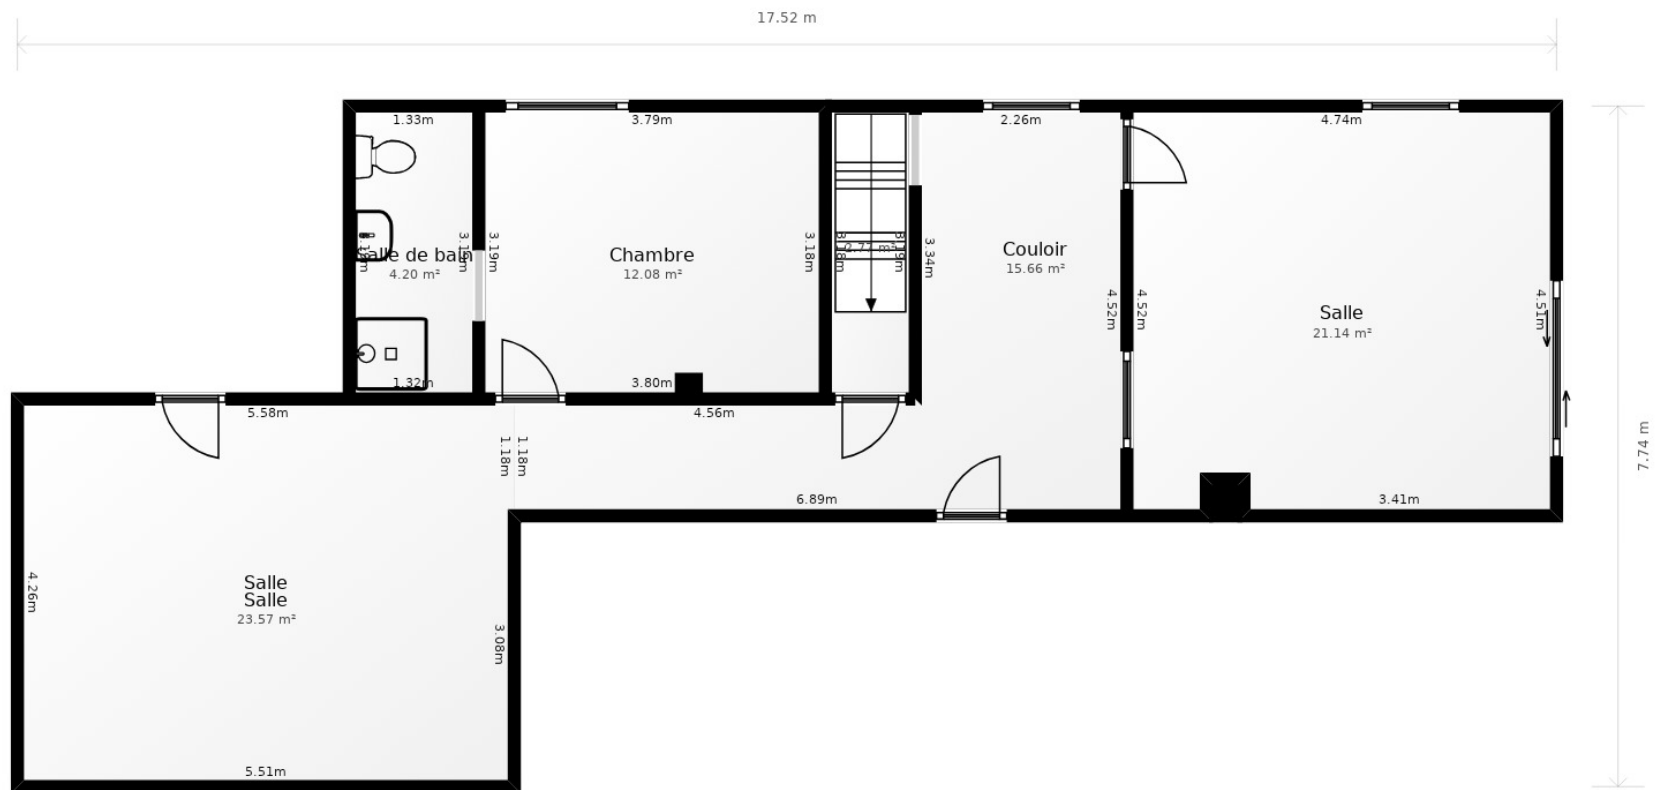 17.52 m
1.33m
3.79m
2.26m
4.74m
Salle de bain
4.20 m²
3.19m
3.19m
Chambre
12.08 m²
3.18m
2.77 m²
3.34m
Couloir
15.66 m²
4.52m
4.52m
Salle
21.14 m²
4.51m
1.32m
3.80m
5.58m
4.56m
1.18m
1.18m
6.89m
3.41m
7.74 m
4.26m
Salle
Salle
23.57 m²
3.08m
5.51m